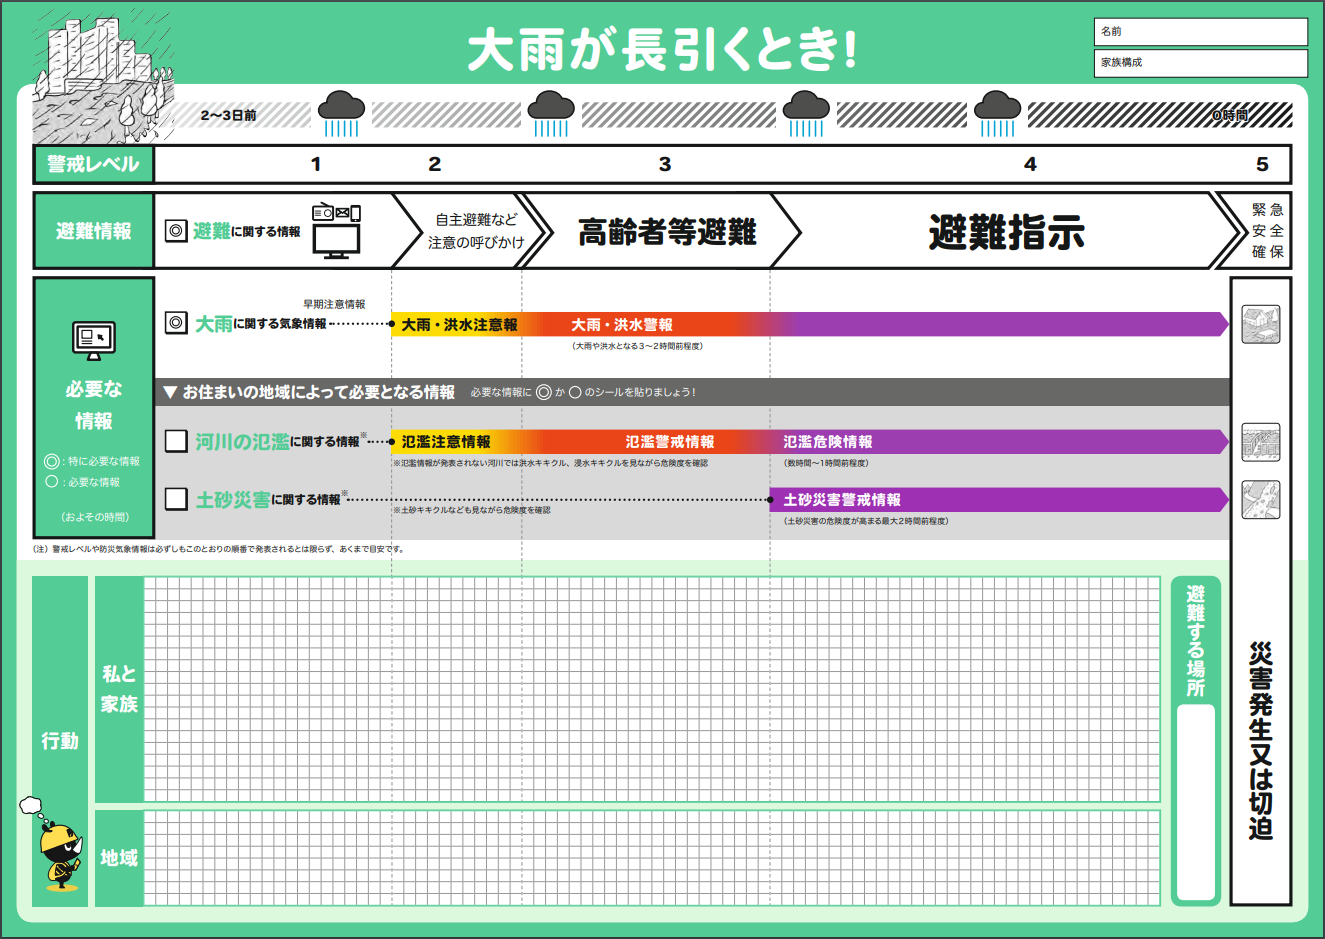 大雨が長引くとき!
名前
家族構成
2〜3日前
0時間
警戒レベル
1
2
3
4
5
避難情報
避難に関する情報
自主避難など
注意の呼びかけ
高齢者等避難
避難指示
緊急
安全
確保
必要な
情報
◎：特に必要な情報
○：必要な情報
（およその時間）
早期注意情報
大雨に関する気象情報
大雨・洪水注意報
大雨・洪水警報
（大雨や洪水となる3〜2時間前程度）
▼ お住まいの地域によって必要となる情報
必要な情報に ◎ か ○ のシールを貼りましょう！
河川の氾濫に関する情報※
氾濫注意情報
氾濫警戒情報
氾濫危険情報
※氾濫情報が発表されない河川では洪水キキクル、浸水キキクルを見ながら危険度を確認
（数時間〜1時間前程度）
土砂災害に関する情報※
土砂災害警戒情報
※土砂キキクルなども見ながら危険度を確認
（土砂災害の危険度が高まる最大2時間前程度）
（注）警戒レベルや防災気象情報は必ずしもこのとおりの順番で発表されるとは限らず、あくまで目安です。
行動
私と
家族
地域
避難する場所
災害発生又は切迫